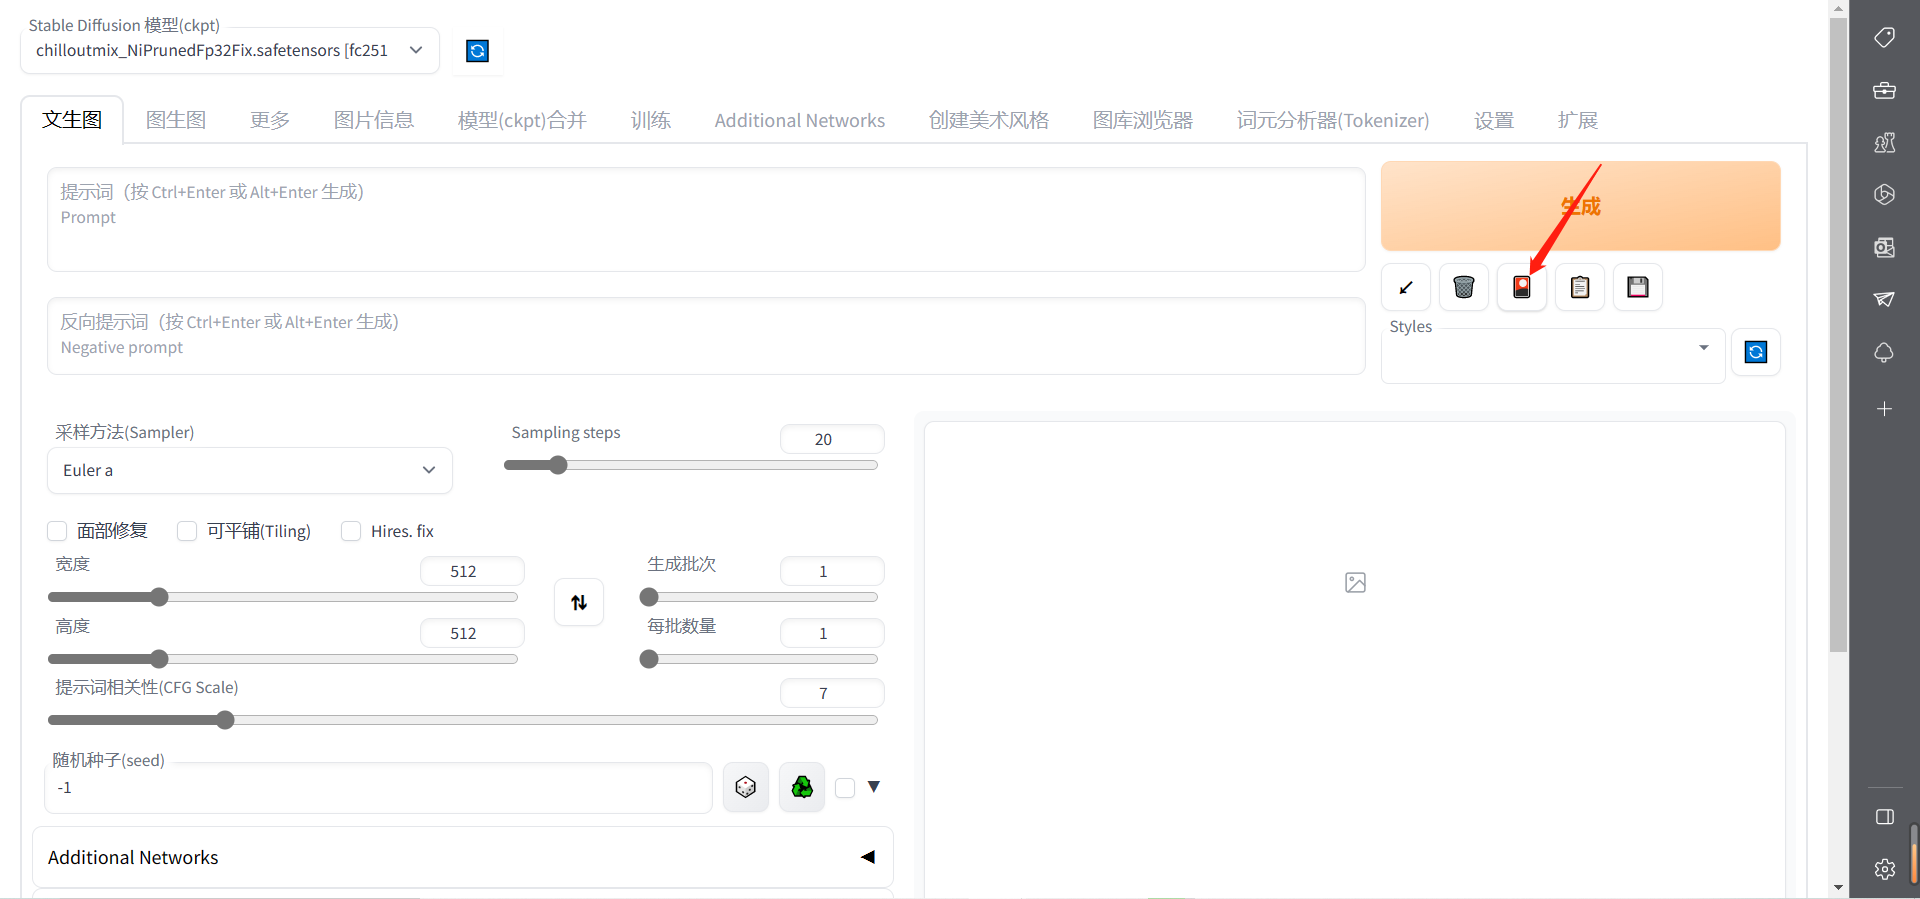 Stable Diffusion 模型(ckpt)
chilloutmix_NiPrunedFp32Fix.safetensors [fc251
文生图 图生图 更多 图片信息 模型(ckpt)合并 训练 Additional Networks 创建美术风格 图库浏览器 词元分析器(Tokenizer) 设置 扩展
提示词（按 Ctrl+Enter 或 Alt+Enter 生成）
Prompt
生成
反向提示词（按 Ctrl+Enter 或 Alt+Enter 生成）
Negative prompt
Styles
采样方法(Sampler)
Euler a
Sampling steps
20
面部修复 可平铺(Tiling) Hires. fix
宽度
512
高度
512
生成批次
1
每批数量
1
提示词相关性(CFG Scale)
7
随机种子(seed)
-1
Additional Networks